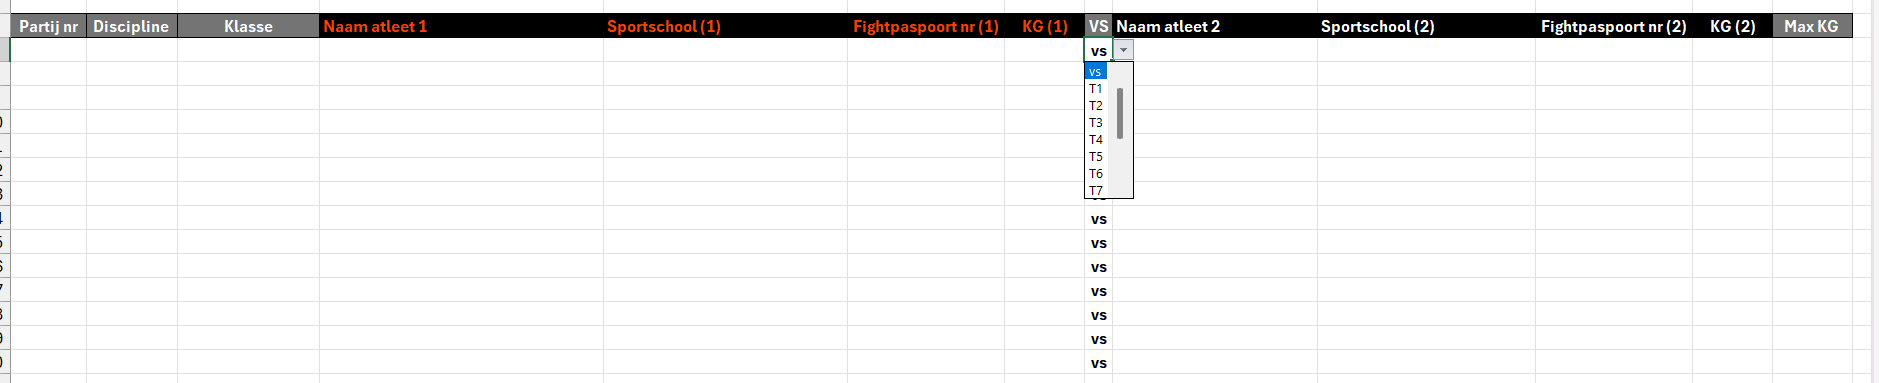 Partij nr Discipline Klasse Naam atleet 1 Sportschool (1) Fightpaspoort nr (1) KG (1) VS Naam atleet 2 Sportschool (2) Fightpaspoort nr (2) KG (2) Max KG
vs
vs
T1
T2
T3
T4
T5
T6
T7
vs
vs
vs
vs
vs
vs
vs